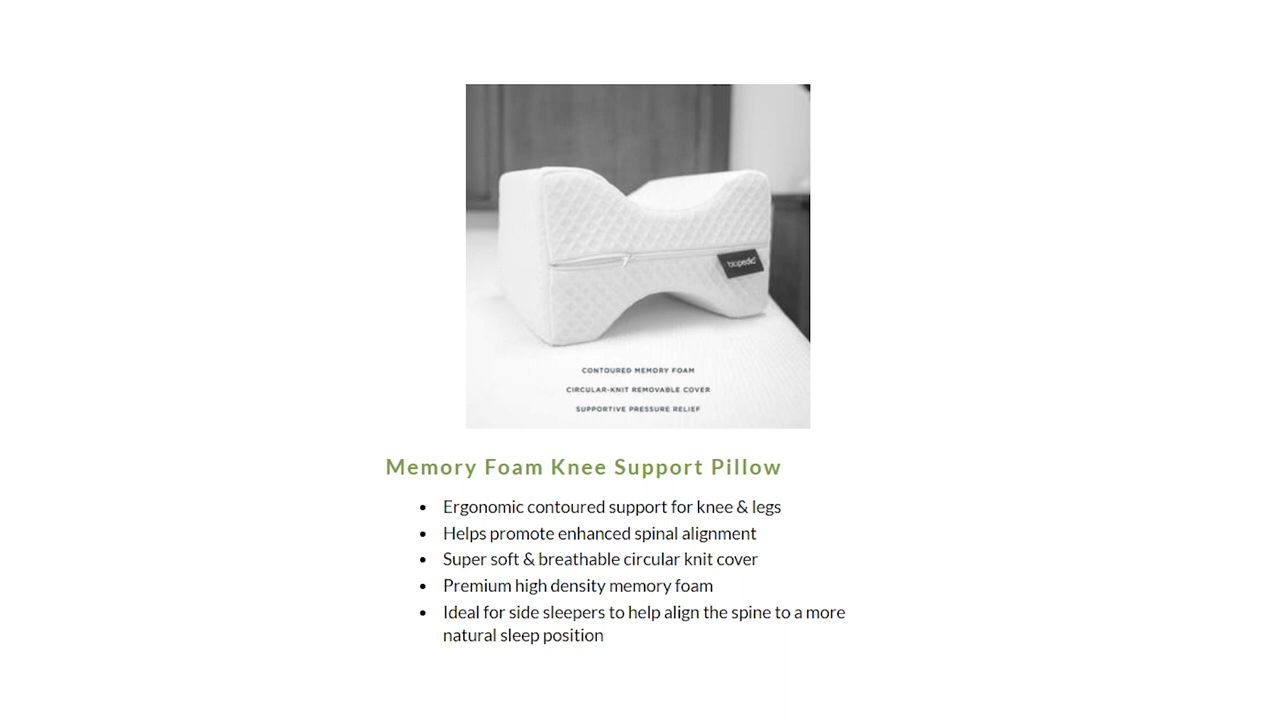 biopedic
CONTOURED MEMORY FOAM
CIRCULAR-KNIT REMOVABLE COVER
SUPPORTIVE PRESSURE RELIEF
Memory Foam Knee Support Pillow
• Ergonomic contoured support for knee & legs
• Helps promote enhanced spinal alignment
• Super soft & breathable circular knit cover
• Premium high density memory foam
• Ideal for side sleepers to help align the spine to a more
natural sleep position